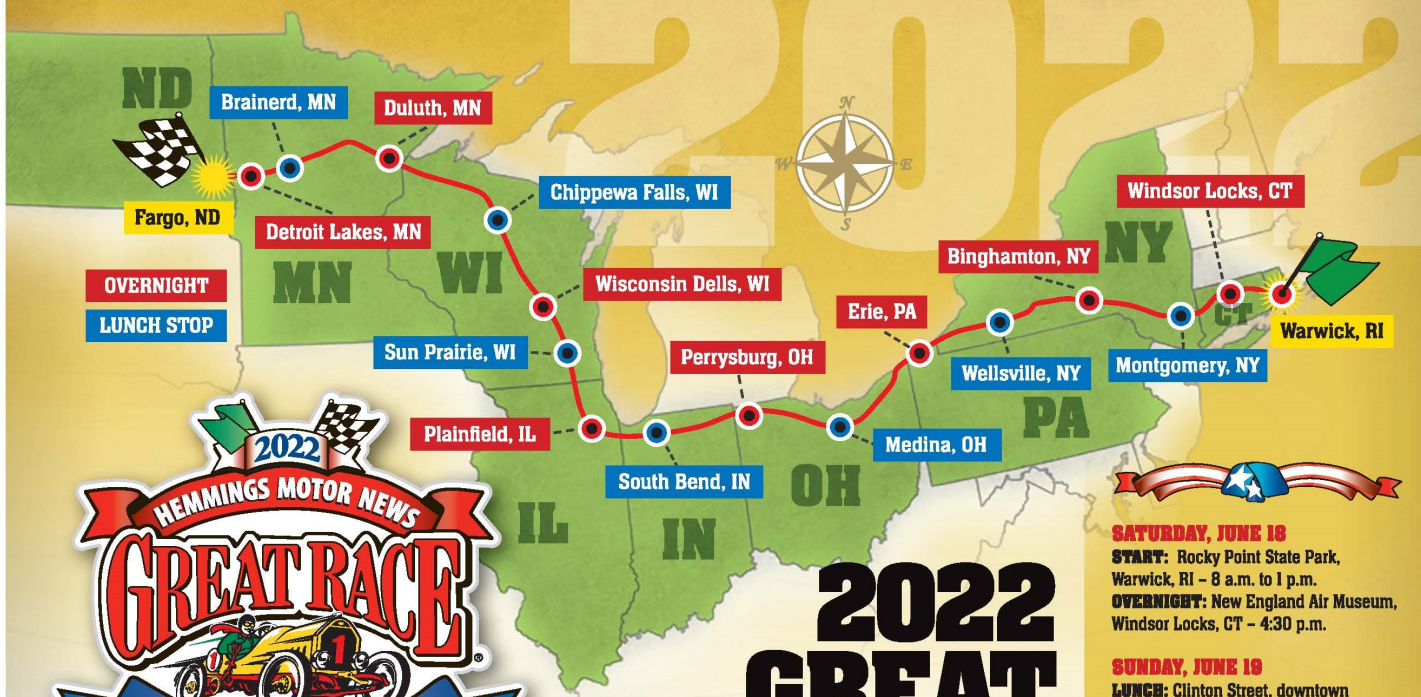 2022
ND
Brainerd, MN
Duluth, MN
Fargo, ND
Detroit Lakes, MN
Chippewa Falls, WI
N
W
E
S
Windsor Locks, CT
OVERNIGHT
LUNCH STOP
MN
WI
Wisconsin Dells, WI
Binghamton, NY
NY
Erie, PA
CT
Warwick, RI
Sun Prairie, WI
Perrysburg, OH
Wellsville, NY
Montgomery, NY
Plainfield, IL
South Bend, IN
Medina, OH
PA
IL
IN
OH
2022
HEMMINGS MOTOR NEWS
GREAT RACE
®
1
1
2022
GREAT
SATURDAY, JUNE 18
START: Rocky Point State Park,
Warwick, RI – 8 a.m. to 1 p.m.
OVERNIGHT: New England Air Museum,
Windsor Locks, CT – 4:30 p.m.
SUNDAY, JUNE 19
LUNCH: Clinton Street, downtown